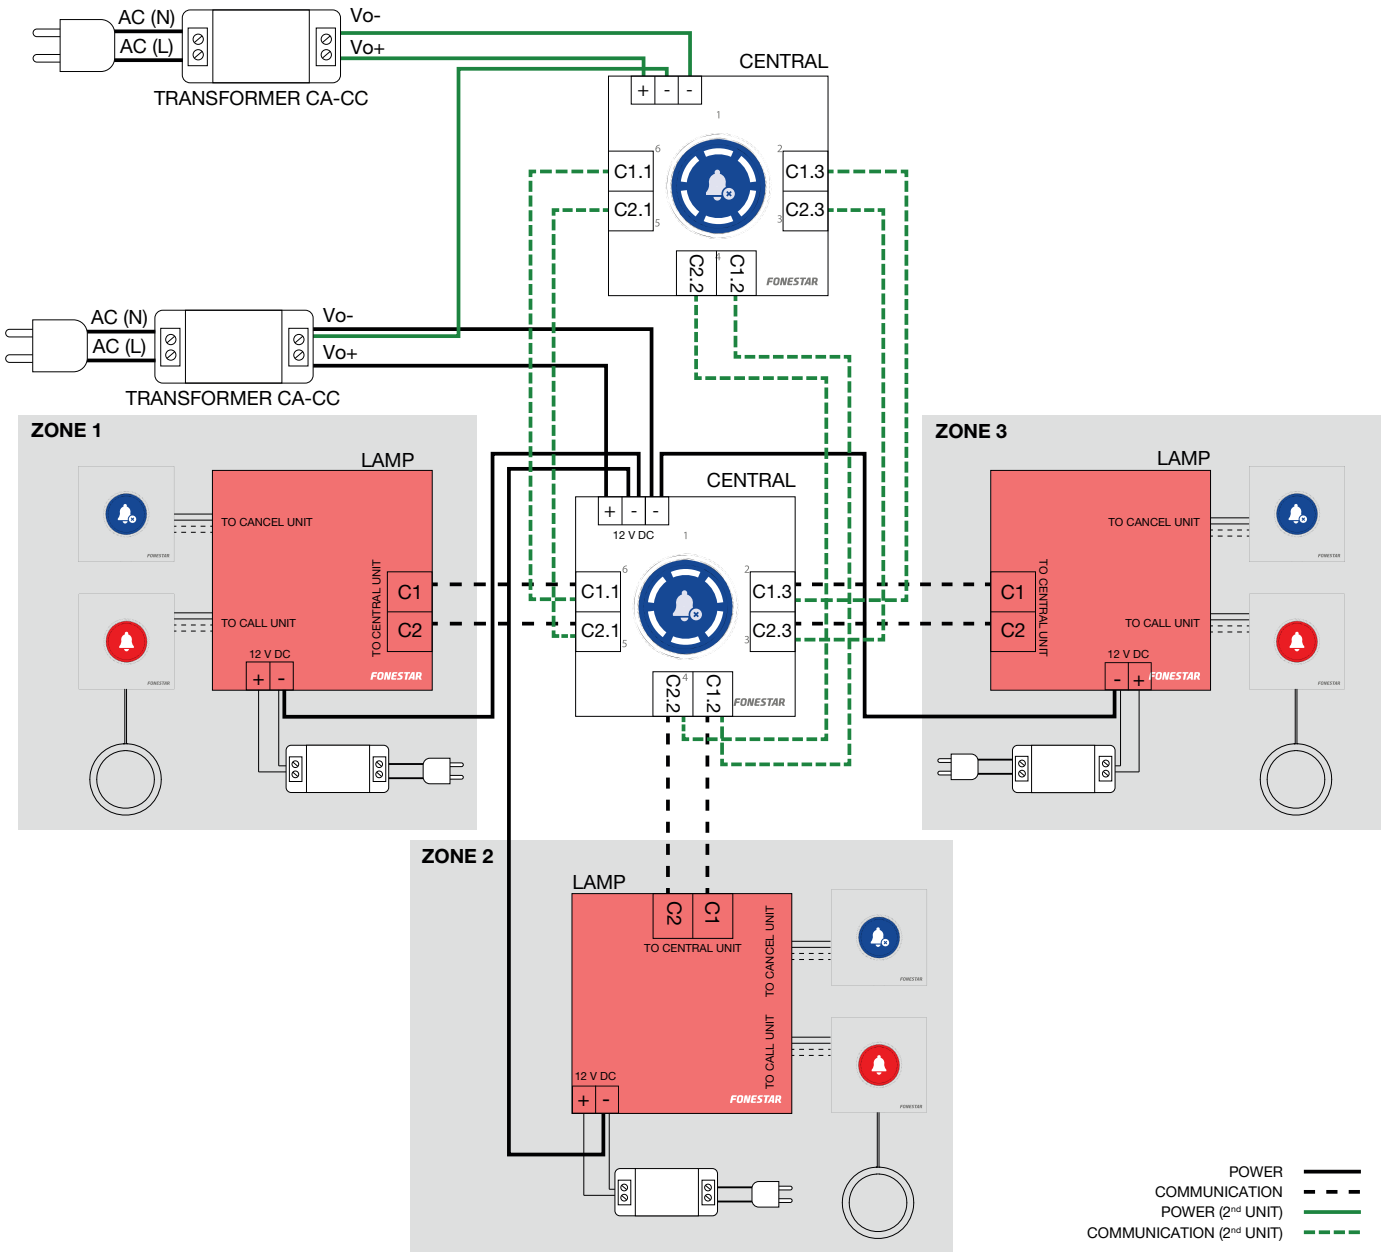 AC (N)
AC (L)
Vo-
Vo+
TRANSFORMER CA-CC
CENTRAL
+ - -
1
6
2
C1.1
C1.3
C2.1
C2.3
5
3
4
C2.2
C1.2
FONESTAR
AC (N)
AC (L)
Vo-
Vo+
TRANSFORMER CA-CC
ZONE 1
LAMP
TO CANCEL UNIT
FONESTAR
TO CALL UNIT
FONESTAR
TO CENTRAL UNIT
C1
C2
12 V DC
+ -
FONESTAR
CENTRAL
+ - -
12 V DC
1
6
2
C1.1
C1.3
C2.1
C2.3
5
3
4
C2.2
C1.2
FONESTAR
ZONE 3
LAMP
TO CANCEL UNIT
FONESTAR
TO CALL UNIT
FONESTAR
C1
C2
TO CENTRAL UNIT
12 V DC
- +
FONESTAR
ZONE 2
LAMP
C2
C1
TO CENTRAL UNIT
TO CANCEL UNIT
FONESTAR
TO CALL UNIT
FONESTAR
12 V DC
+ -
FONESTAR
POWER
COMMUNICATION
POWER (2nd UNIT)
COMMUNICATION (2nd UNIT)